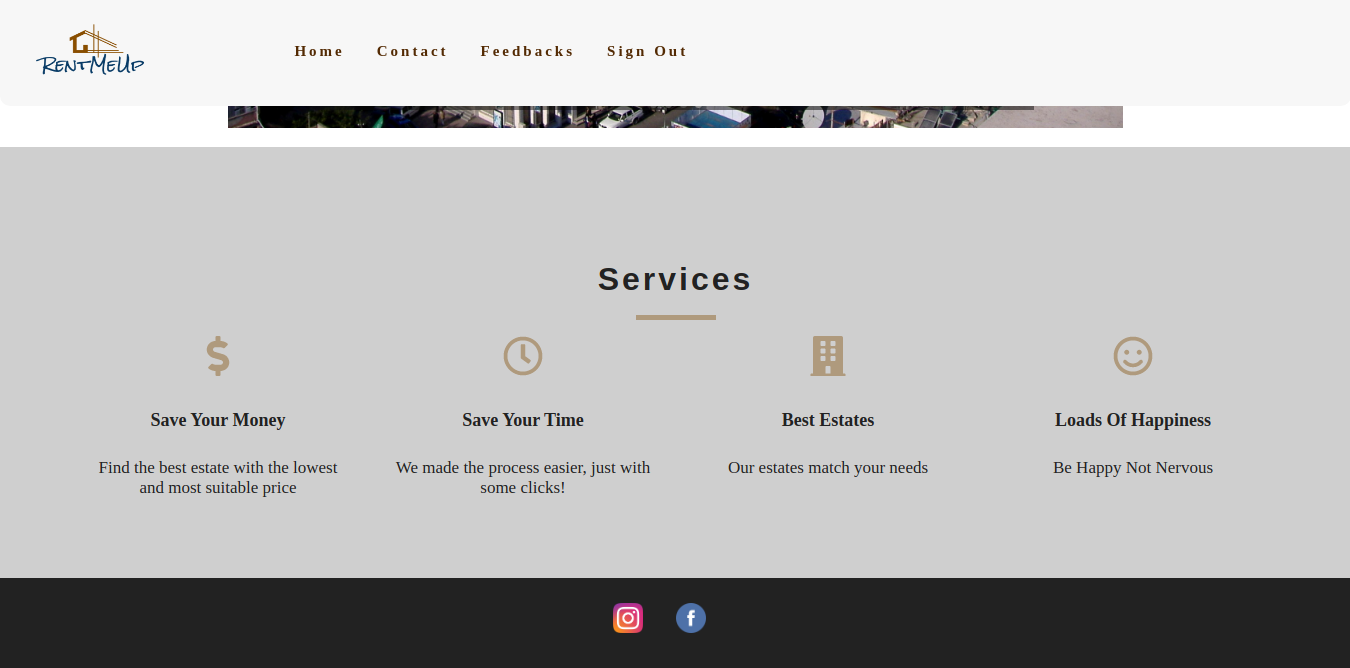 RentMeUp
Home Contact Feedbacks Sign Out
Services
Save Your Money
Find the best estate with the lowest
and most suitable price
Save Your Time
We made the process easier, just with
some clicks!
Best Estates
Our estates match your needs
Loads Of Happiness
Be Happy Not Nervous